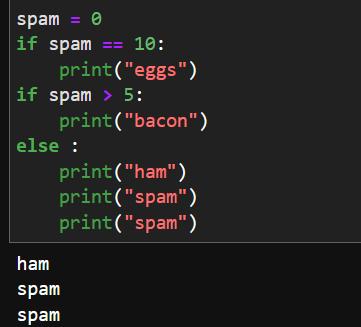 spam = 0
if spam == 10:
    print("eggs")
if spam > 5:
    print("bacon")
else :
    print("ham")
    print("spam")
    print("spam")
ham
spam
spam